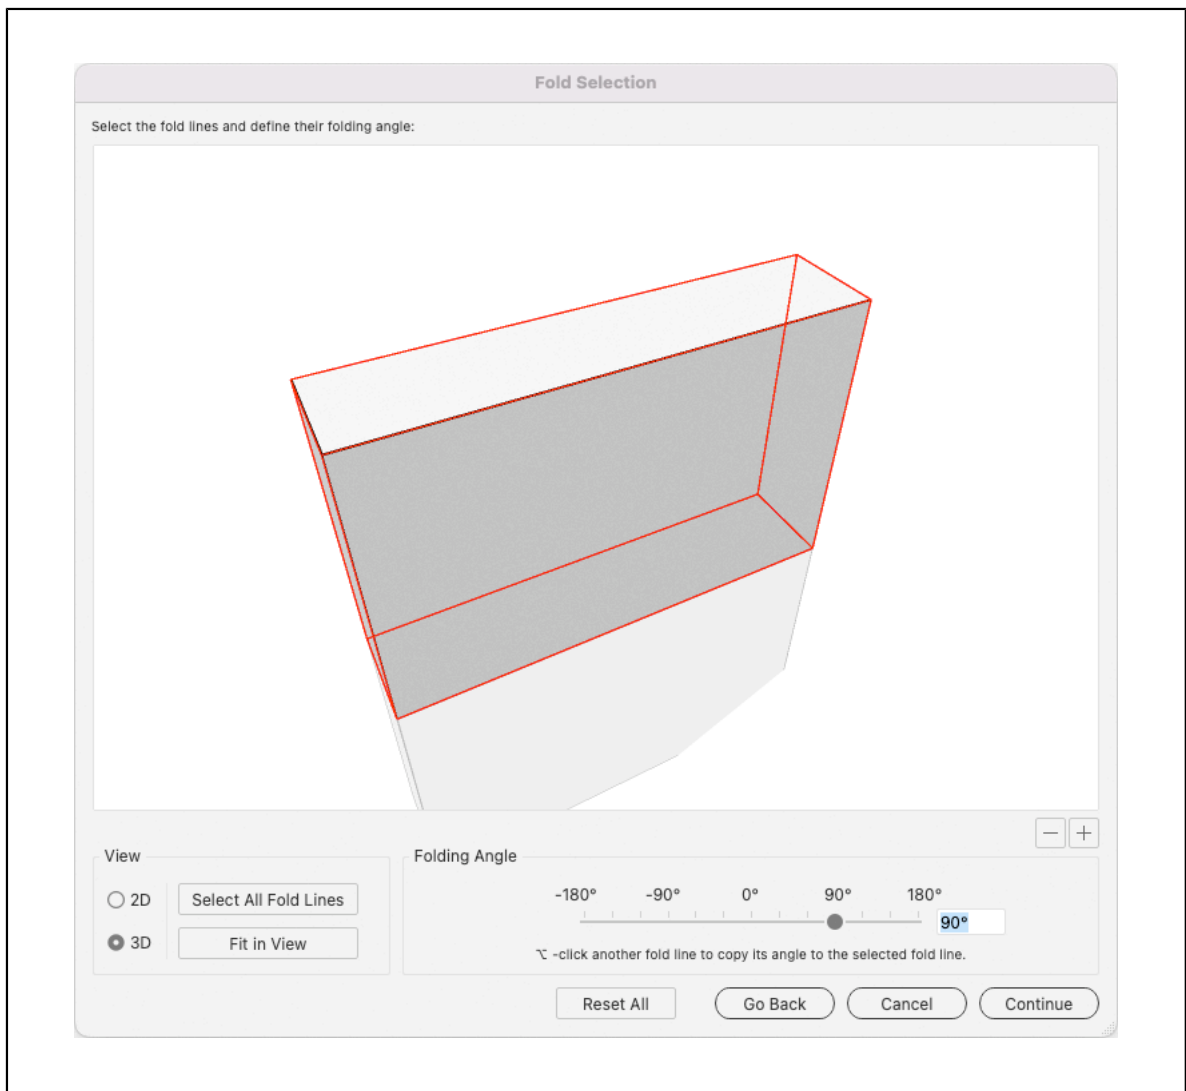 Fold Selection
Select the fold lines and define their folding angle:
− +
View
2D Select All Fold Lines
3D Fit in View
Folding Angle
-180° -90° 0° 90° 180°
90°
⌥ -click another fold line to copy its angle to the selected fold line.
Reset All Go Back Cancel Continue